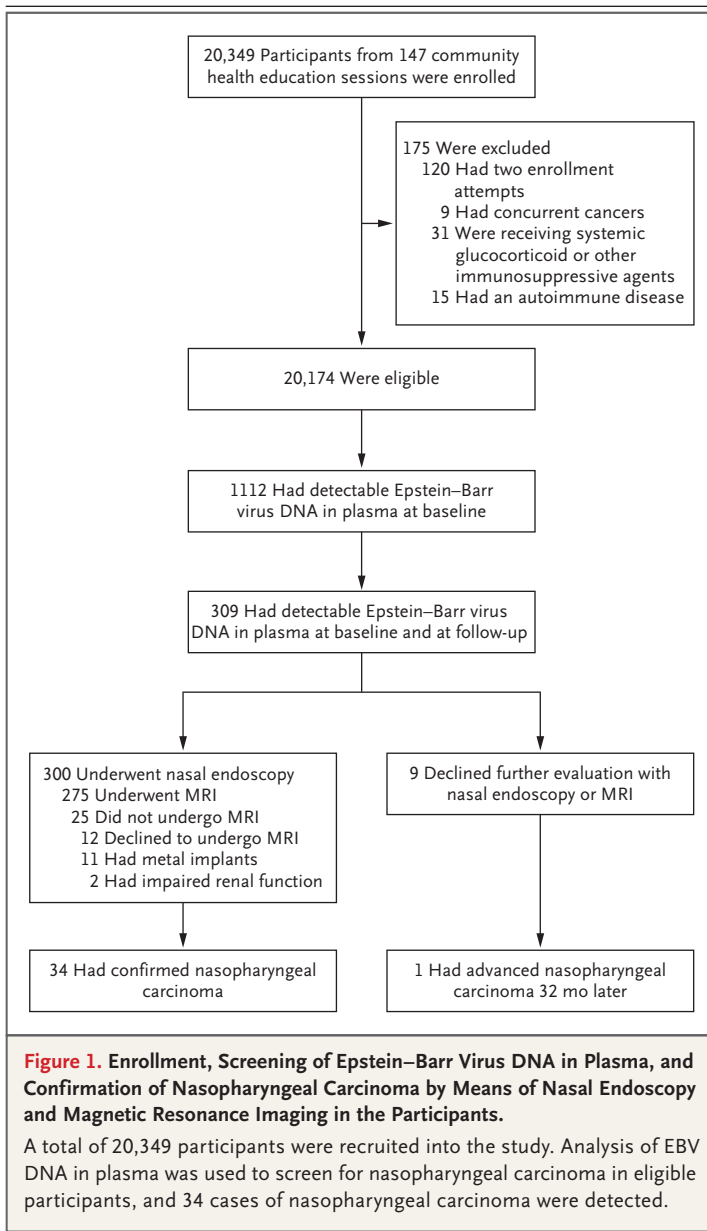 20,349 Participants from 147 community
health education sessions were enrolled
175 Were excluded
120 Had two enrollment
attempts
9 Had concurrent cancers
31 Were receiving systemic
glucocorticoid or other
immunosuppressive agents
15 Had an autoimmune disease
20,174 Were eligible
1112 Had detectable Epstein–Barr
virus DNA in plasma at baseline
309 Had detectable Epstein–Barr virus
DNA in plasma at baseline and at follow-up
300 Underwent nasal endoscopy
275 Underwent MRI
25 Did not undergo MRI
12 Declined to undergo MRI
11 Had metal implants
2 Had impaired renal function
9 Declined further evaluation with
nasal endoscopy or MRI
34 Had confirmed nasopharyngeal
carcinoma
1 Had advanced nasopharyngeal
carcinoma 32 mo later
Figure 1. Enrollment, Screening of Epstein–Barr Virus DNA in Plasma, and
Confirmation of Nasopharyngeal Carcinoma by Means of Nasal Endoscopy
and Magnetic Resonance Imaging in the Participants.
A total of 20,349 participants were recruited into the study. Analysis of EBV
DNA in plasma was used to screen for nasopharyngeal carcinoma in eligible
participants, and 34 cases of nasopharyngeal carcinoma were detected.